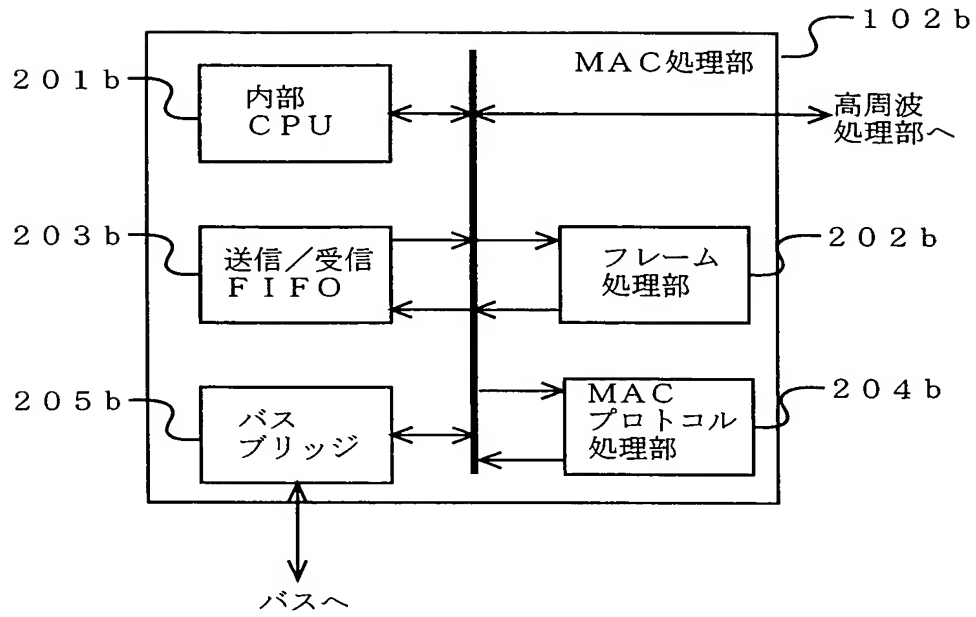 １０２ｂ
ＭＡＣ処理部
２０１ｂ
内部
ＣＰＵ
高周波
処理部へ
２０３ｂ
送信／受信
ＦＩＦＯ
フレーム
処理部
２０２ｂ
２０５ｂ
バス
ブリッジ
ＭＡＣ
プロトコル
処理部
２０４ｂ
バスへ